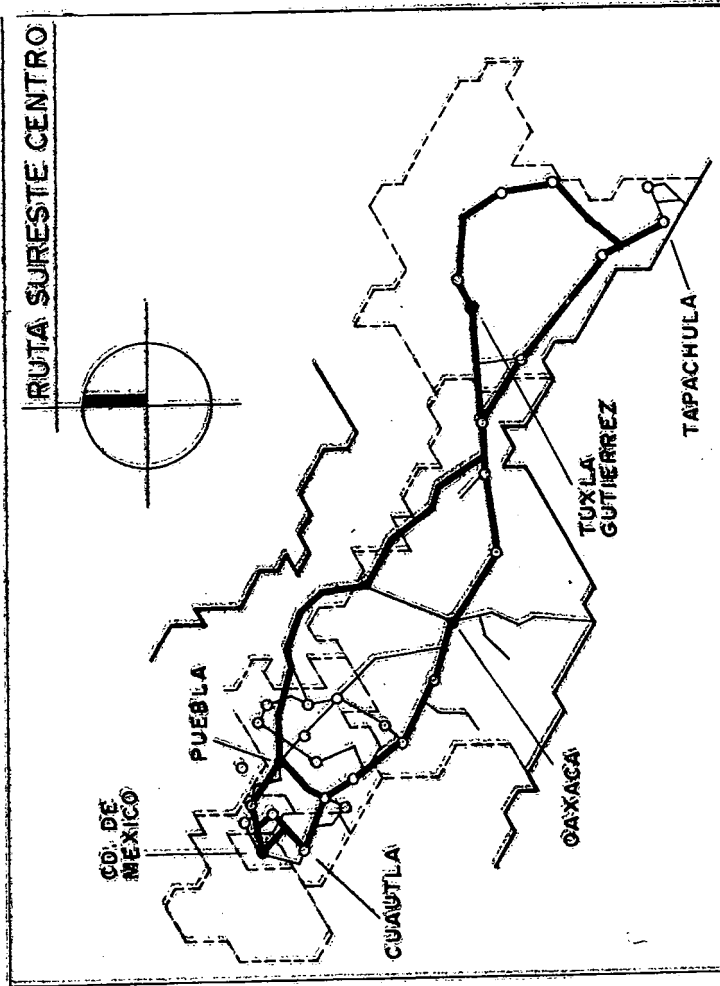 RUTA SURESTE CENTRO
CD. DE
MEXICO
PUEBLA
CUAUTLA
OAXACA
TUXLA
GUTIERREZ
TAPACHULA